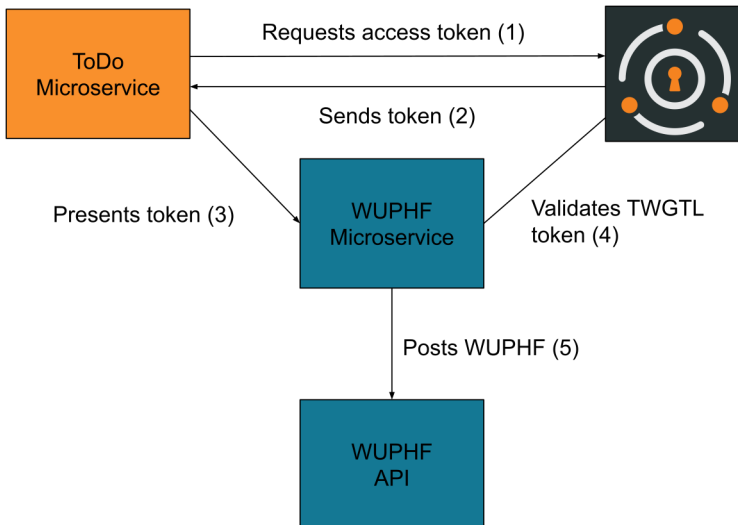 Requests access token (1)
ToDo
Microservice
Sends token (2)
Presents token (3)
WUPHF
Microservice
Validates TWGTL
token (4)
Posts WUPHF (5)
WUPHF
API